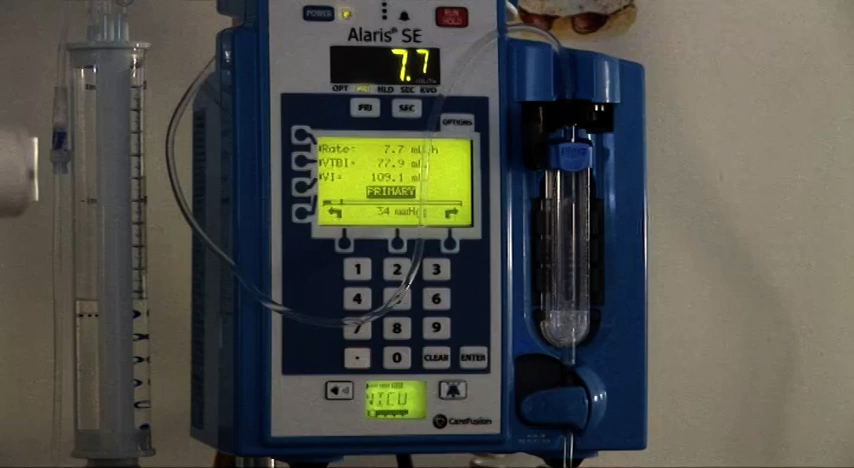 POWER
RUN HOLD
Alaris® SE
7.7
OPT PRI HLD SEC KVO
PRI SEC
OPTIONS
Rate= 7.7 mL/h
VTBI= 77.9 mL
VI= 109.1 mL
PRIMARY
34 mmHg
1 2 3
4 5 6
7 8 9
. 0 CLEAR ENTER
CareFusion